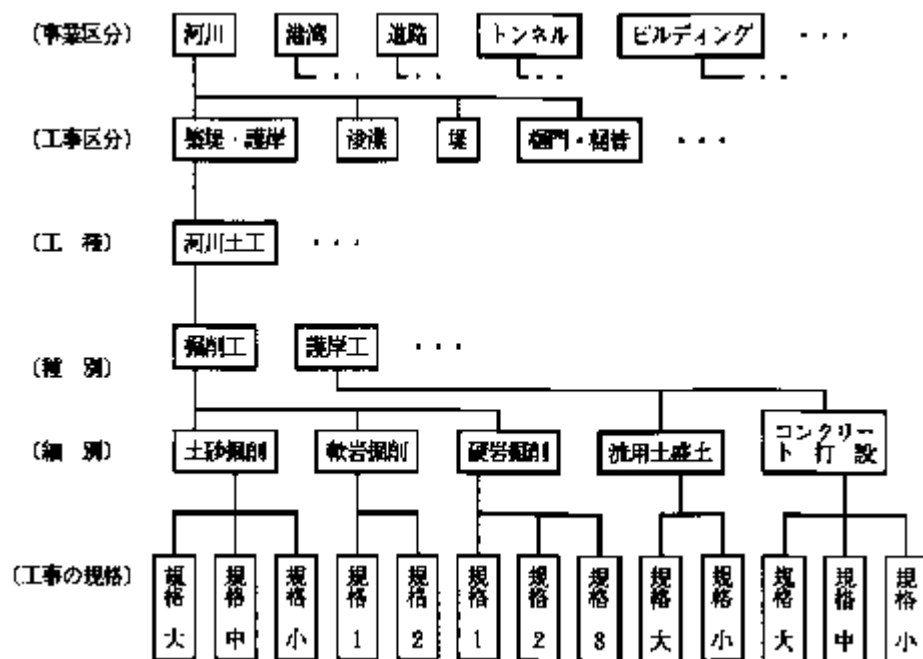 (事業区分) 河川 港湾 道路 トンネル ビルディング ・・・
・・・ ・・・ ・・・ ・・・
(工事区分) 築堤・護岸 浚渫 堰 樋門・樋管 ・・・
(工 種) 河川土工 ・・・
(種 別) 掘削工 護岸工 ・・・
(細 別) 土砂掘削 軟岩掘削 硬岩掘削 流用土盛土 コンクリー
ト打設
(工事の規格) 規格大 規格中 規格小 規格1 規格2 規格1 規格2 規格3 規格大 規格小 規格大 規格中 規格小